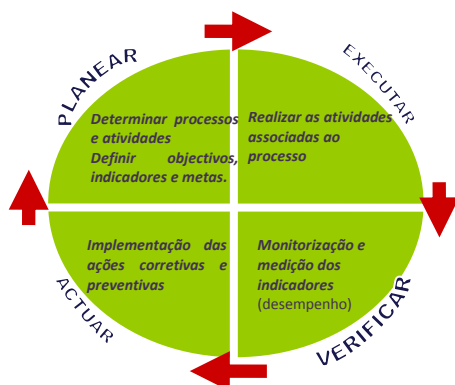 PLANEAR
EXECUTAR
Determinar processos
e atividades
Definir objectivos,
indicadores e metas.
Realizar as atividades
associadas ao
processo
Implementação das
ações corretivas e
preventivas
Monitorização e
medição dos
indicadores
(desempenho)
ACTUAR
VERIFICAR